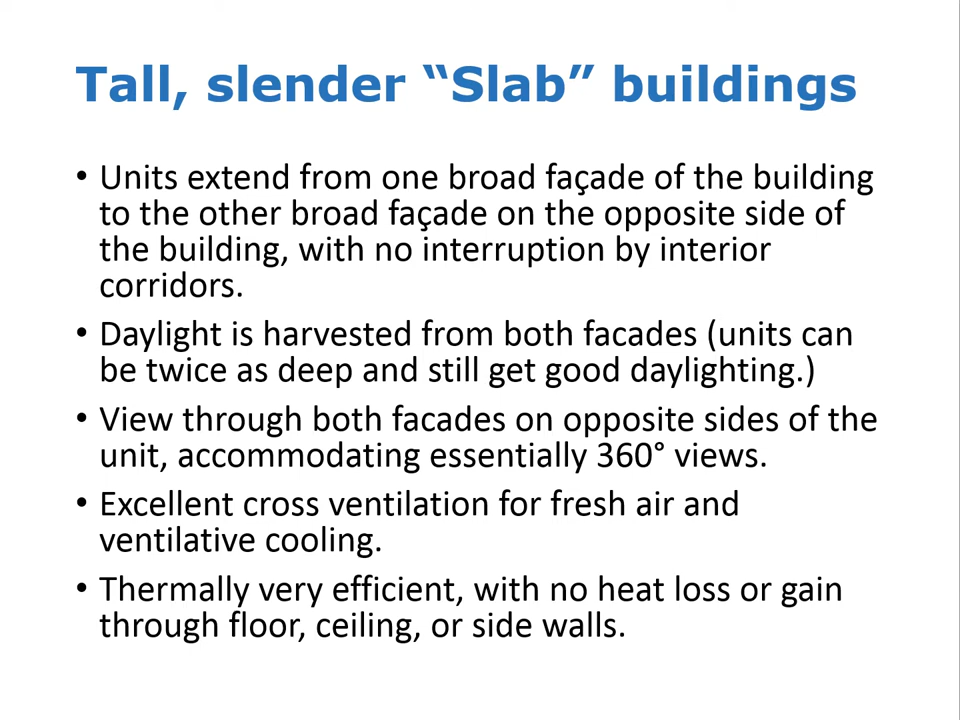 Tall, slender “Slab” buildings
• Units extend from one broad façade of the building
to the other broad façade on the opposite side of
the building, with no interruption by interior
corridors.
• Daylight is harvested from both facades (units can
be twice as deep and still get good daylighting.)
• View through both facades on opposite sides of the
unit, accommodating essentially 360° views.
• Excellent cross ventilation for fresh air and
ventilative cooling.
• Thermally very efficient, with no heat loss or gain
through floor, ceiling, or side walls.